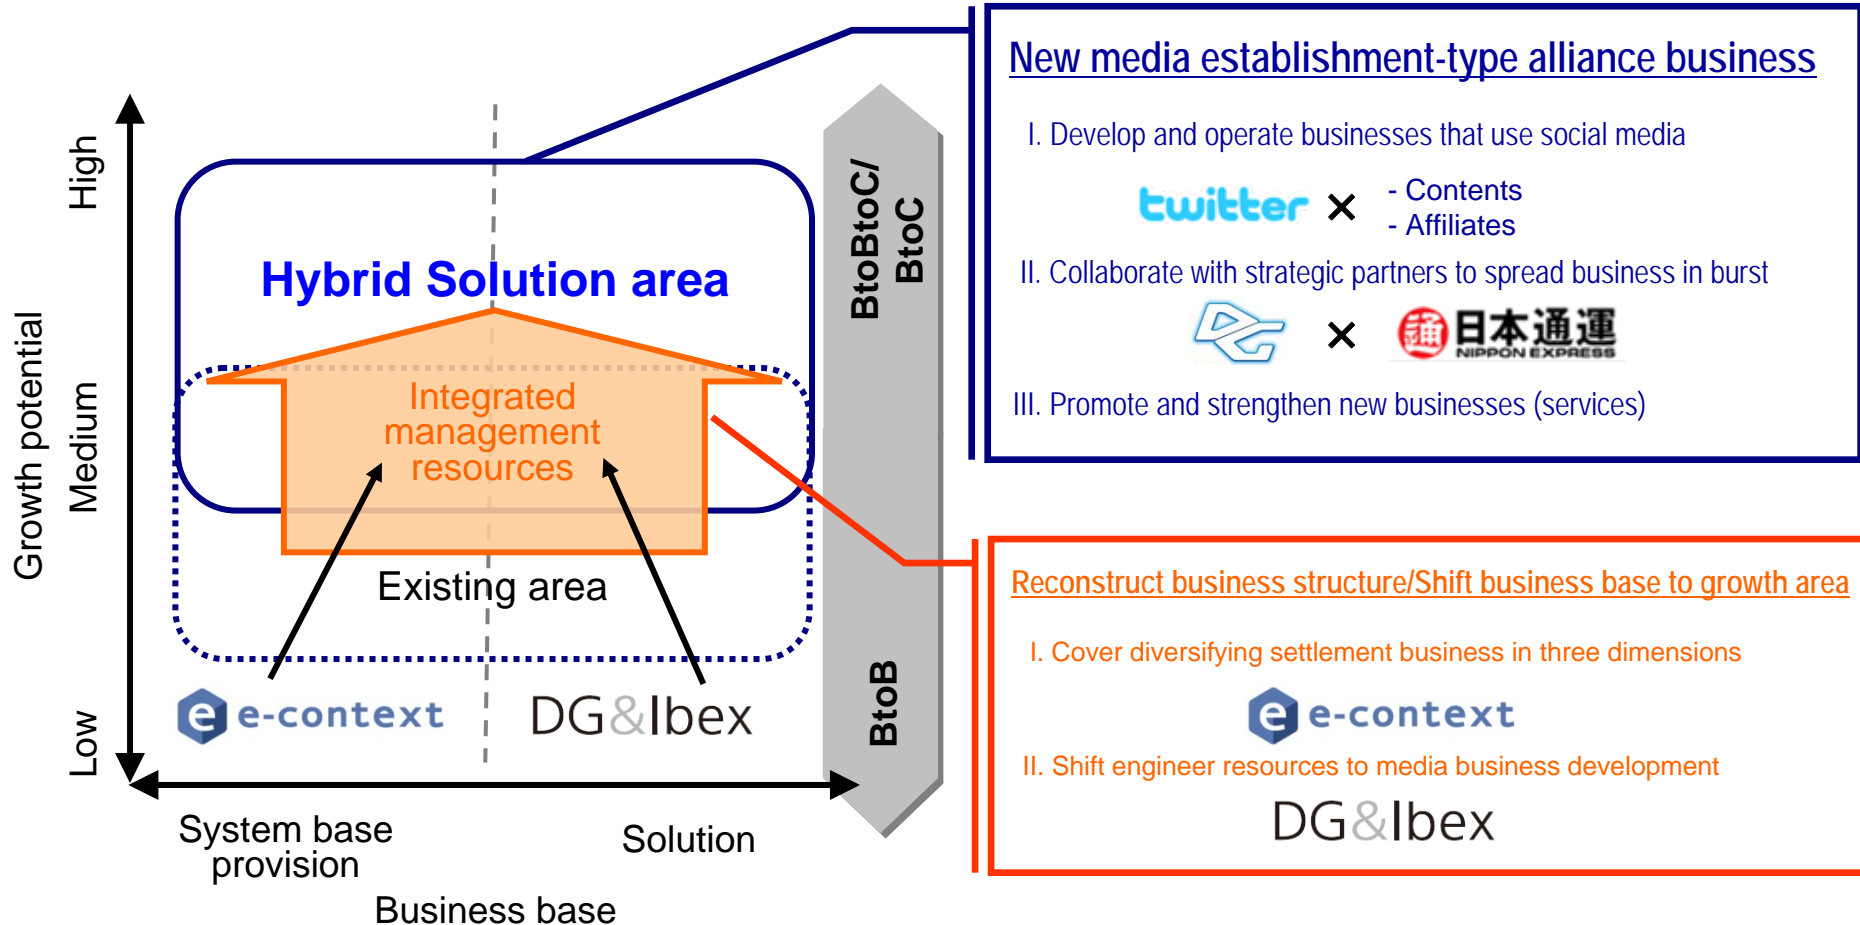 New media establishment-type alliance business
I. Develop and operate businesses that use social media
twitter ×
- Contents
- Affiliates
II. Collaborate with strategic partners to spread business in burst
DG × 通 日本通運
NIPPON EXPRESS
III. Promote and strengthen new businesses (services)
Growth potential
High
Medium
Low
Hybrid Solution area
Integrated
management
resources
Existing area
e e-context
DG&Ibex
BtoBtoC/
BtoC
BtoB
System base
provision
Solution
Business base
Reconstruct business structure/Shift business base to growth area
I. Cover diversifying settlement business in three dimensions
e e-context
II. Shift engineer resources to media business development
DG&Ibex